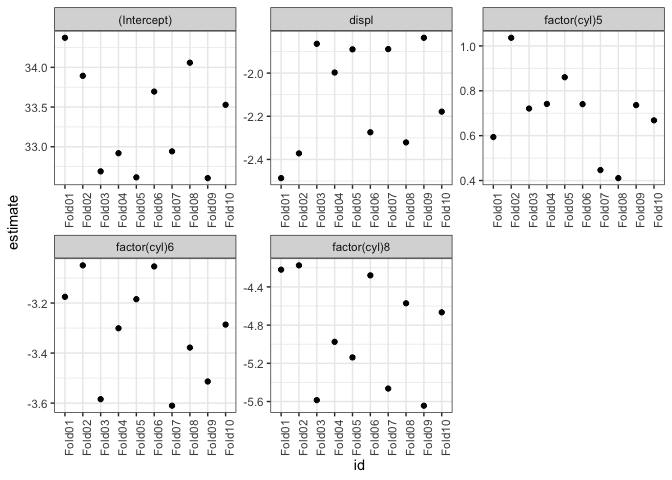 (Intercept)
displ
factor(cyl)5
34.0
33.5
33.0
-2.0
-2.2
-2.4
1.0
0.8
0.6
0.4
Fold01
Fold02
Fold03
Fold04
Fold05
Fold06
Fold07
Fold08
Fold09
Fold10
Fold01
Fold02
Fold03
Fold04
Fold05
Fold06
Fold07
Fold08
Fold09
Fold10
Fold01
Fold02
Fold03
Fold04
Fold05
Fold06
Fold07
Fold08
Fold09
Fold10
estimate
factor(cyl)6
factor(cyl)8
-3.2
-3.4
-3.6
-4.4
-4.8
-5.2
-5.6
Fold01
Fold02
Fold03
Fold04
Fold05
Fold06
Fold07
Fold08
Fold09
Fold10
Fold01
Fold02
Fold03
Fold04
Fold05
Fold06
Fold07
Fold08
Fold09
Fold10
id